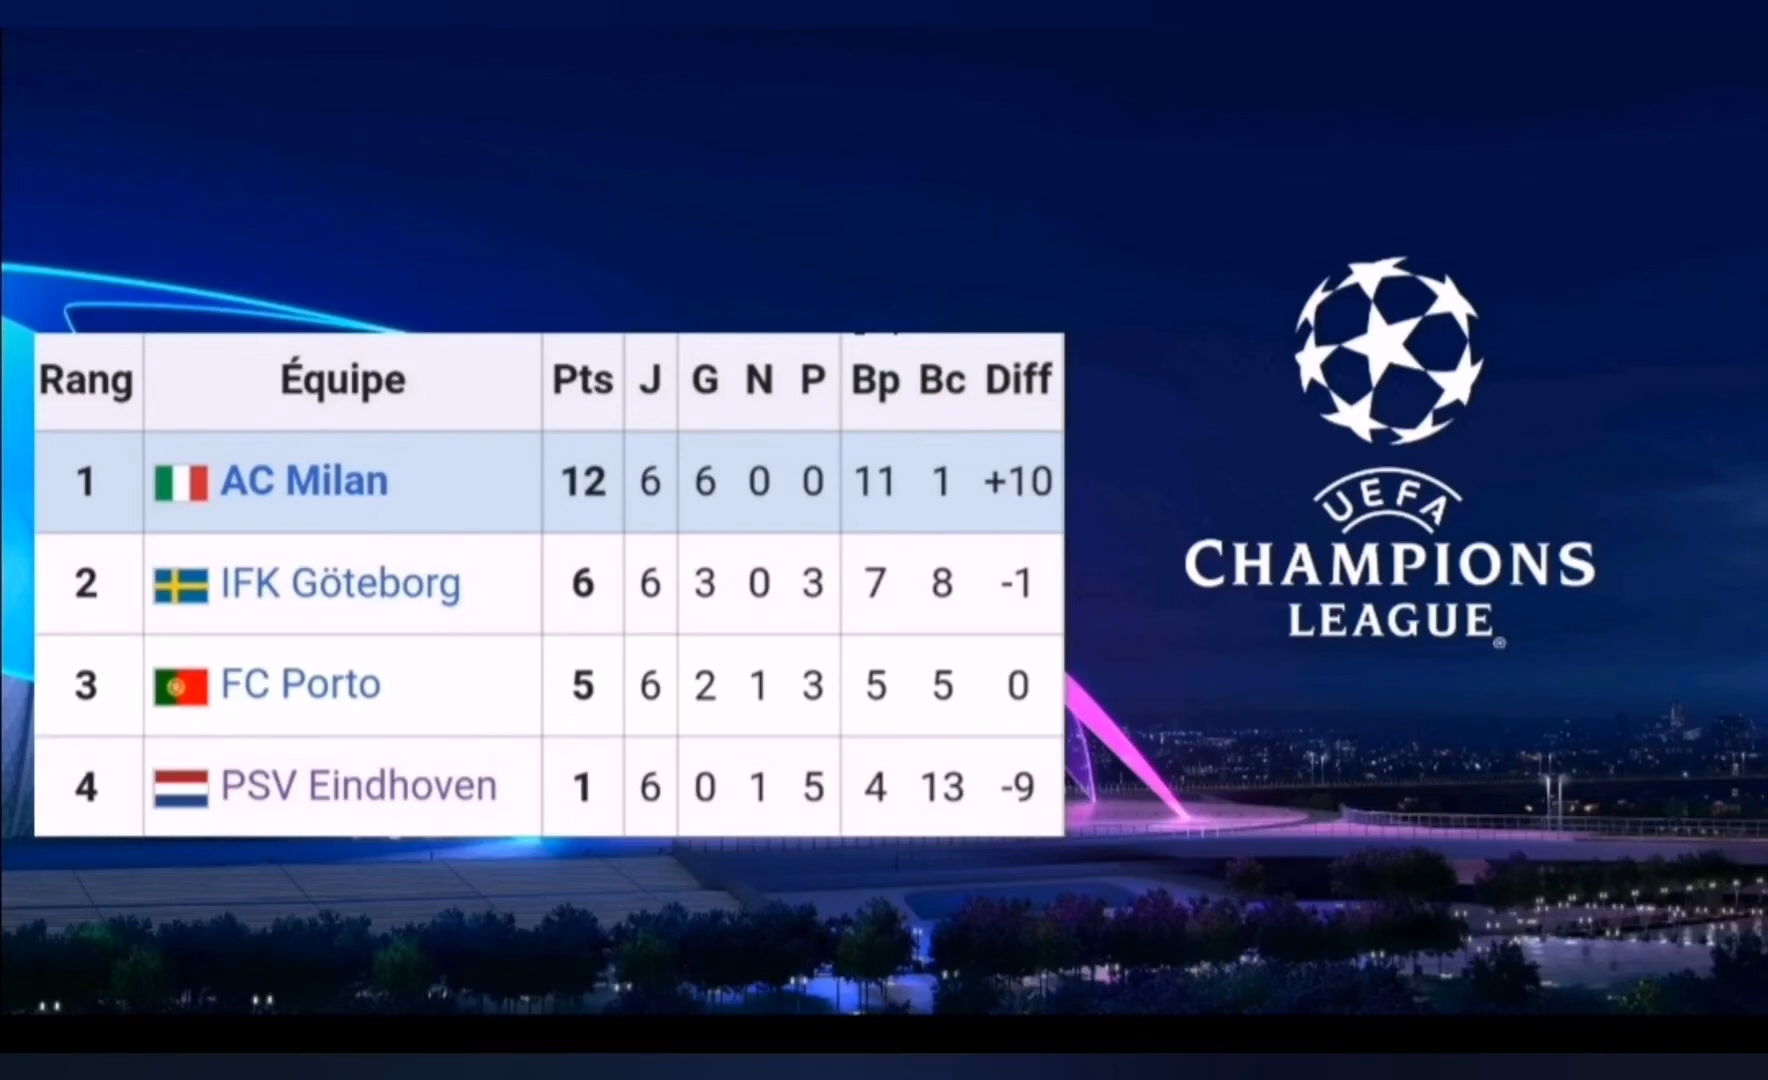 Rang Équipe Pts J G N P Bp Bc Diff
1 AC Milan 12 6 6 0 0 11 1 +10
2 IFK Göteborg 6 6 3 0 3 7 8 -1
3 FC Porto 5 6 2 1 3 5 5 0
4 PSV Eindhoven 1 6 0 1 5 4 13 -9
UEFA
CHAMPIONS
LEAGUE®